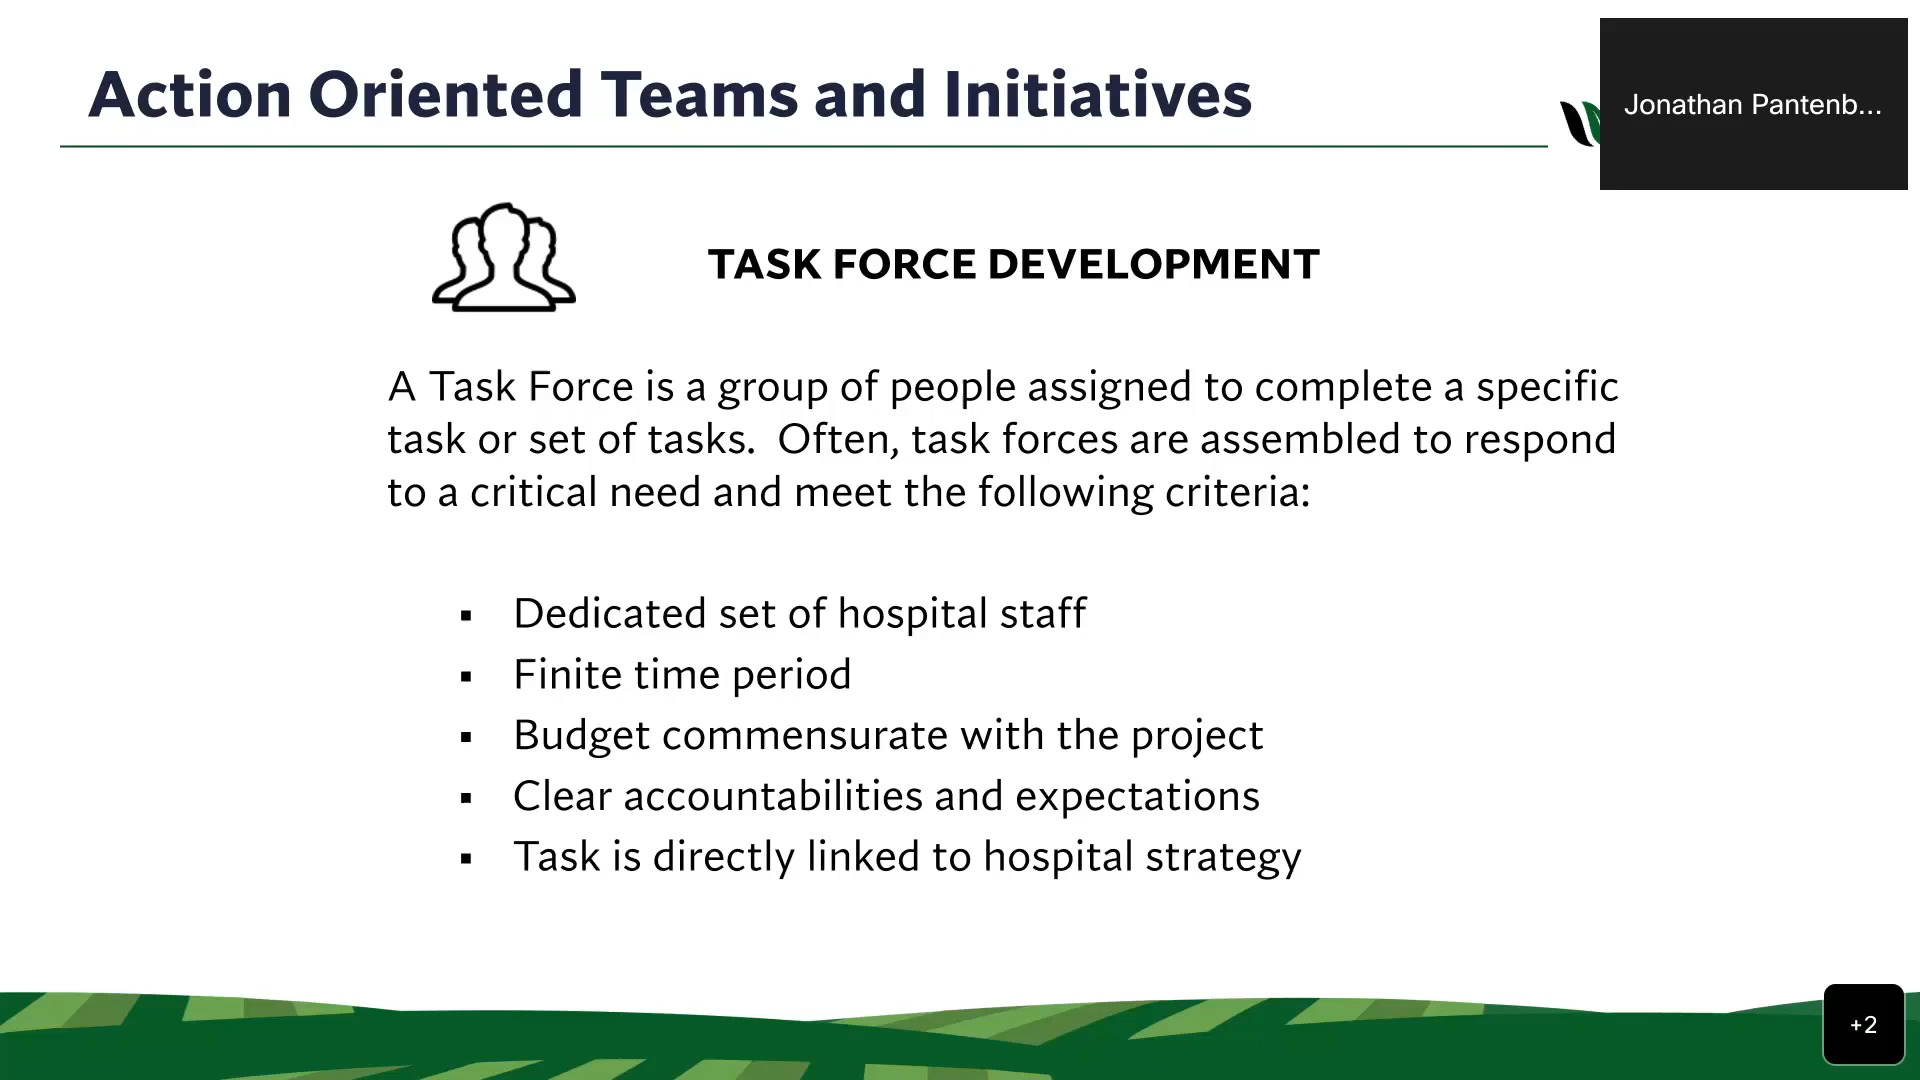 Action Oriented Teams and Initiatives
Jonathan Pantenb...
TASK FORCE DEVELOPMENT
A Task Force is a group of people assigned to complete a specific
task or set of tasks.  Often, task forces are assembled to respond
to a critical need and meet the following criteria:
▪ Dedicated set of hospital staff
▪ Finite time period
▪ Budget commensurate with the project
▪ Clear accountabilities and expectations
▪ Task is directly linked to hospital strategy
+2